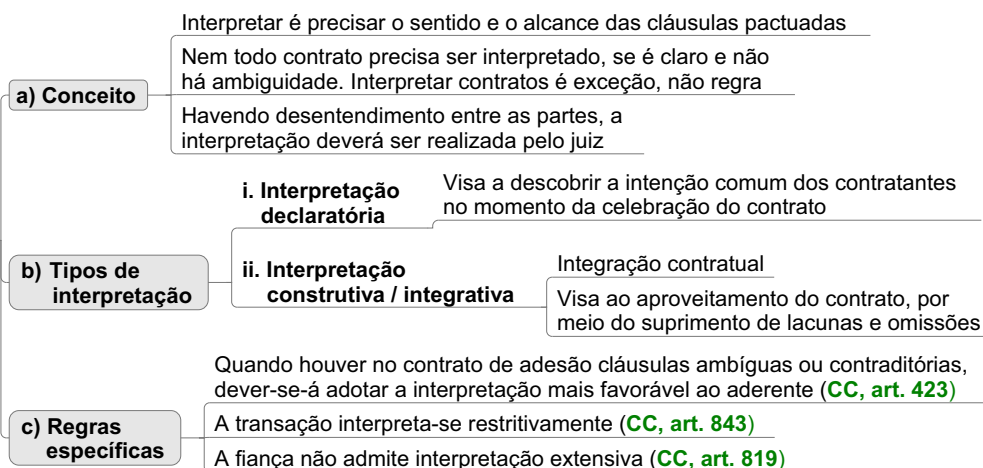 a) Conceito
Interpretar é precisar o sentido e o alcance das cláusulas pactuadas
Nem todo contrato precisa ser interpretado, se é claro e não
há ambiguidade. Interpretar contratos é exceção, não regra
Havendo desentendimento entre as partes, a
interpretação deverá ser realizada pelo juiz
b) Tipos de
interpretação
i. Interpretação
declaratória
Visa a descobrir a intenção comum dos contratantes
no momento da celebração do contrato
ii. Interpretação
construtiva / integrativa
Integração contratual
Visa ao aproveitamento do contrato, por
meio do suprimento de lacunas e omissões
c) Regras
específicas
Quando houver no contrato de adesão cláusulas ambíguas ou contraditórias,
dever-se-á adotar a interpretação mais favorável ao aderente (CC, art. 423)
A transação interpreta-se restritivamente (CC, art. 843)
A fiança não admite interpretação extensiva (CC, art. 819)